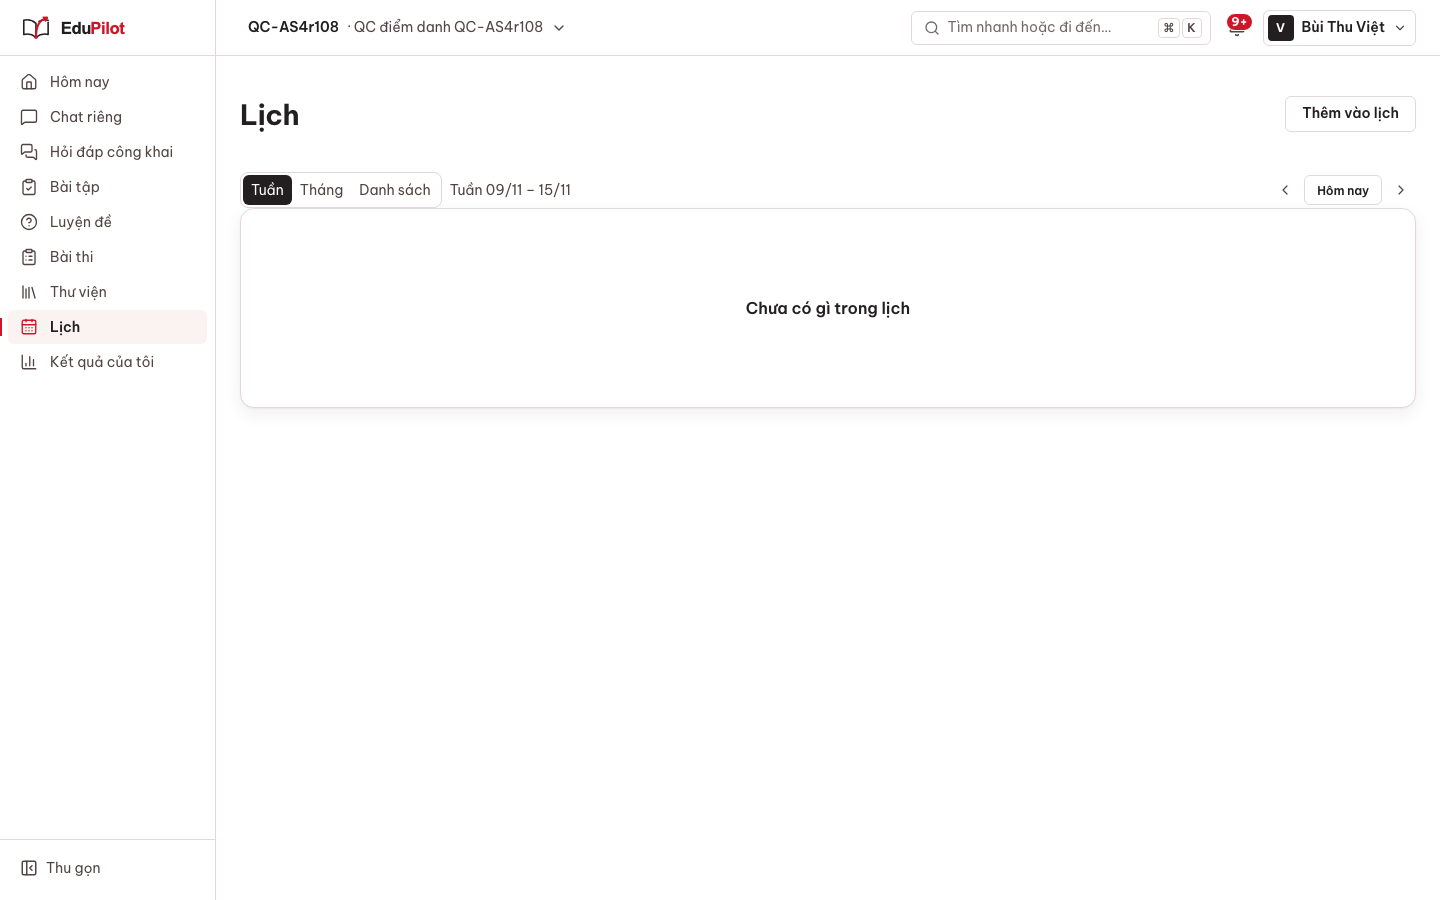 EduPilot
QC-AS4r108 · QC điểm danh QC-AS4r108
Tìm nhanh hoặc đi đến...
⌘ K
9+
V
Bùi Thu Việt
Hôm nay
Chat riêng
Hỏi đáp công khai
Bài tập
Luyện đề
Bài thi
Thư viện
Lịch
Kết quả của tôi
Thu gọn
Lịch
Thêm vào lịch
Tuần Tháng Danh sách Tuần 09/11 – 15/11
Hôm nay
Chưa có gì trong lịch